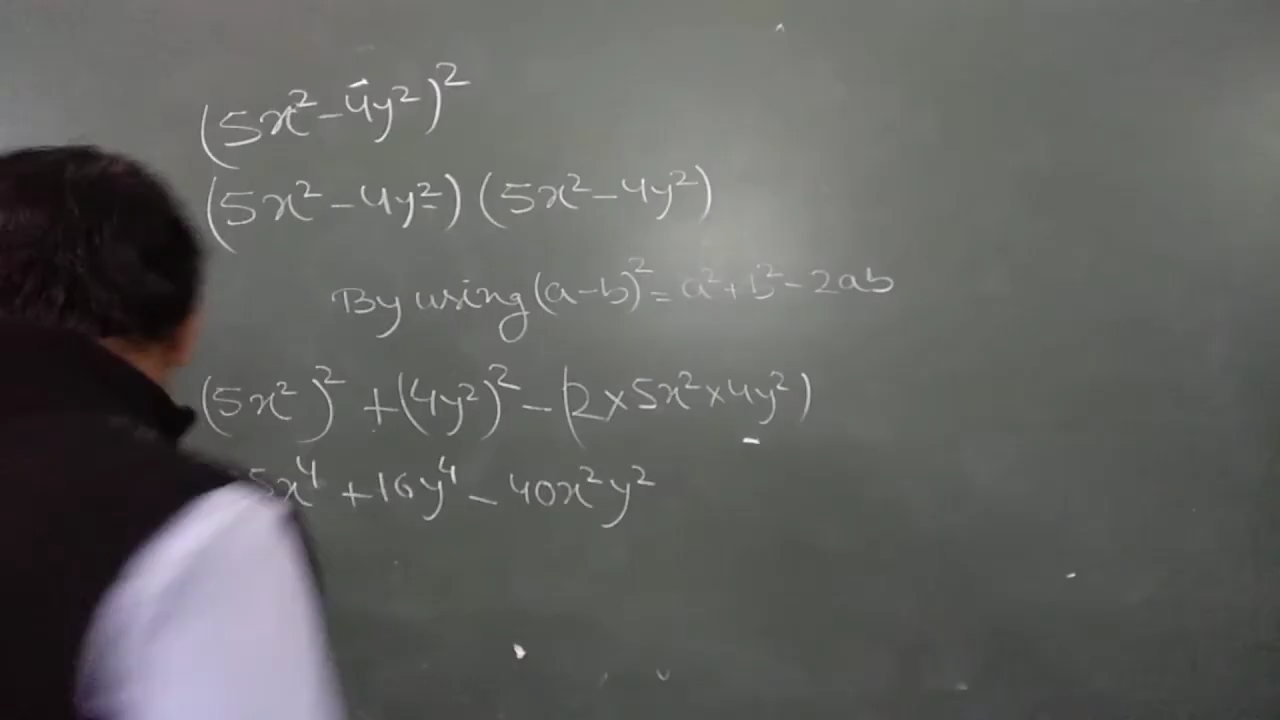 (5x² - 4y²)²
(5x² - 4y²) (5x² - 4y²)
By using (a-b)² = a² + b² - 2ab
(5x²)² + (4y²)² - (2 × 5x² × 4y²)
5x⁴ + 16y⁴ - 40x²y²